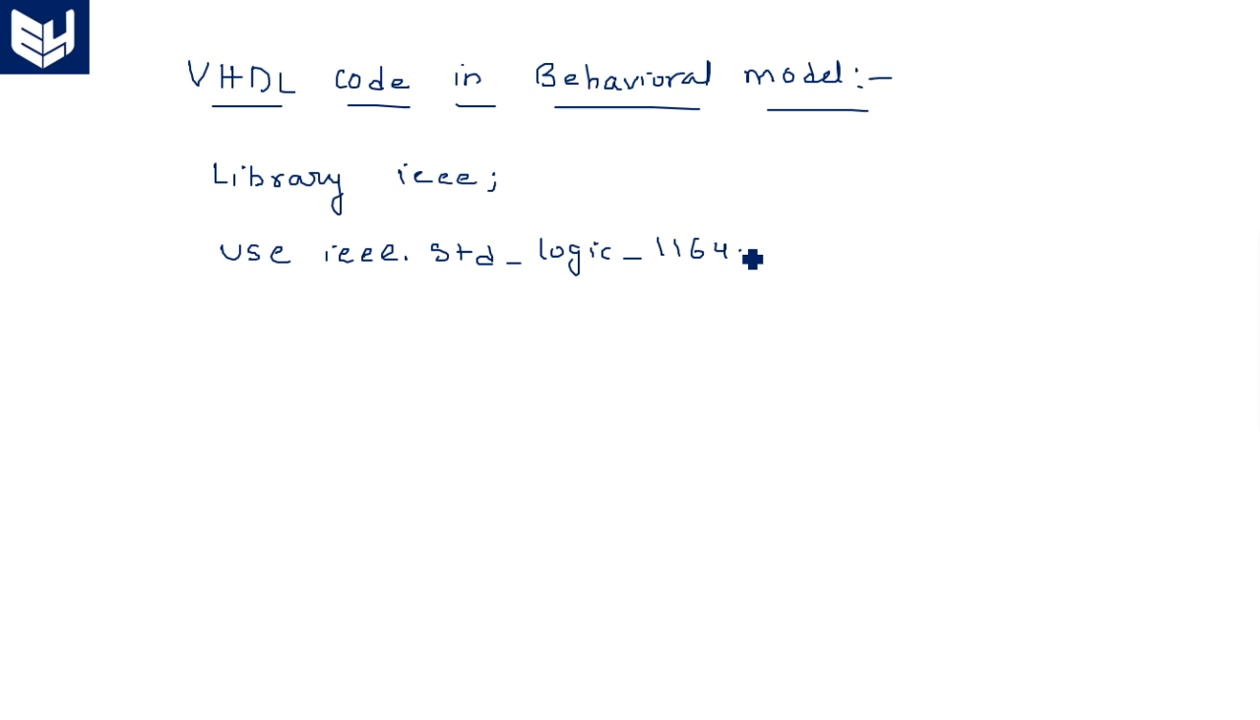 VHDL code in Behavioral model:-
Library ieee;
use ieee. std_logic_1164.